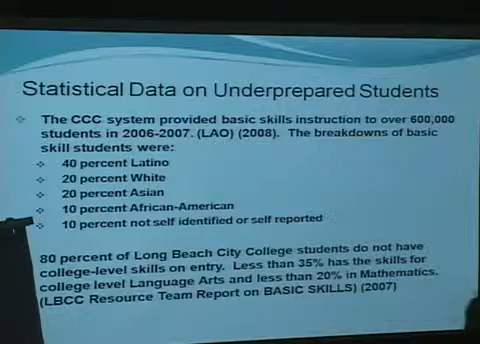 Statistical Data on Underprepared Students
The CCC system provided basic skills instruction to over 600,000
students in 2006-2007. (LAO) (2008). The breakdowns of basic
skill students were:
40 percent Latino
20 percent White
20 percent Asian
10 percent African-American
10 percent not self identified or self reported
80 percent of Long Beach City College students do not have
college-level skills on entry. Less than 35% has the skills for
college level Language Arts and less than 20% in Mathematics.
(LBCC Resource Team Report on BASIC SKILLS) (2007)